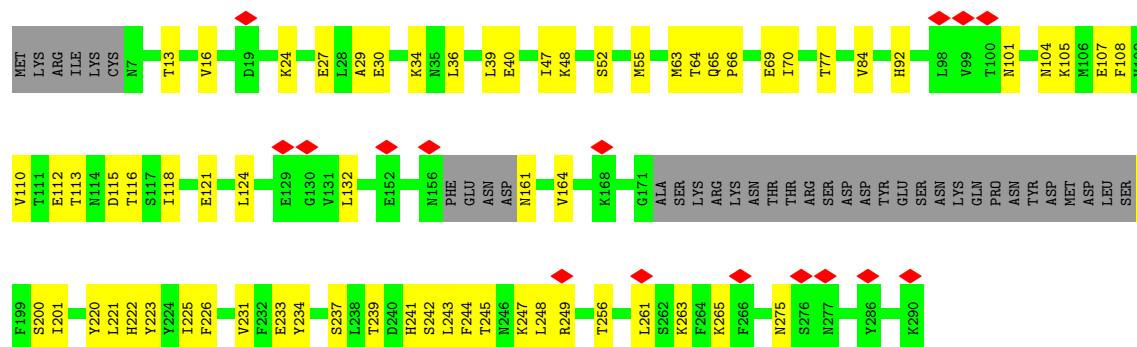 MET LYS ARG ILE LYS CYS N7 T13 V16 D19 K24 E27 L28 A29 E30 K34 N35 L36 L39 E40 I47 K48 S52 M55 M63 T64 Q65 P66 E69 I70 T77 V84 H92 L98 V99 T100 N101 N104 K105 M106 E107 F108
V110 T111 E112 T113 N114 D115 T116 S117 I118 E121 L124 E129 G130 V131 L132 E152 N156 PHE GLU ASN ASP N161 V164 K168 G171 ALA SER LYS ARG LYS ASN THR THR ARG SER ASP ASP TYR GLU SER ASN LYS GLN PRO ASN TYR ASP MET ASP LEU SER
F199 S200 I201 Y220 L221 H222 Y223 Y224 I225 F226 V231 F232 E233 Y234 S237 L238 T239 D240 H241 S242 L243 F244 T245 N246 K247 L248 R249 T256 L261 S262 K263 F264 K265 F266 N275 S276 N277 Y286 K290